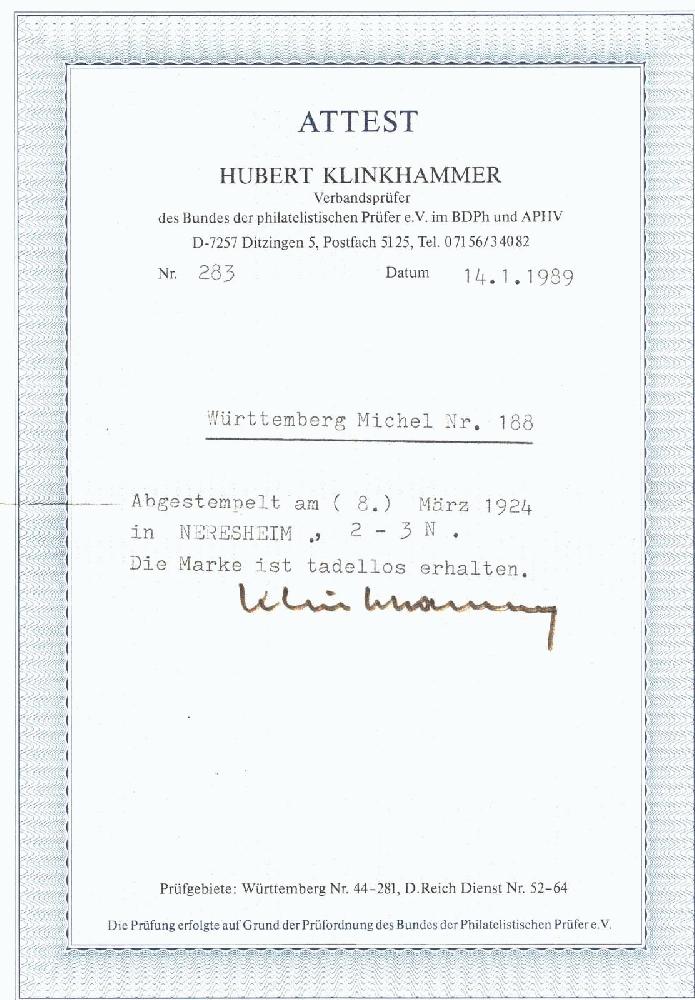 ATTEST
HUBERT KLINKHAMMER
Verbandsprüfer
des Bundes der philatelistischen Prüfer e.V. im BDPh und APHV
D-7257 Ditzingen 5, Postfach 5125, Tel. 07156/34082
Nr. 283 Datum 14.1.1989
Württemberg Michel Nr. 188
Abgestempelt am ( 8.) März 1924
in NERESHEIM „ 2 - 3 N .
Die Marke ist tadellos erhalten.
Klinkhammer
Prüfgebiete: Württemberg Nr. 44-281, D.Reich Dienst Nr. 52-64
Die Prüfung erfolgte auf Grund der Prüfordnung des Bundes der Philatelistischen Prüfer e.V.